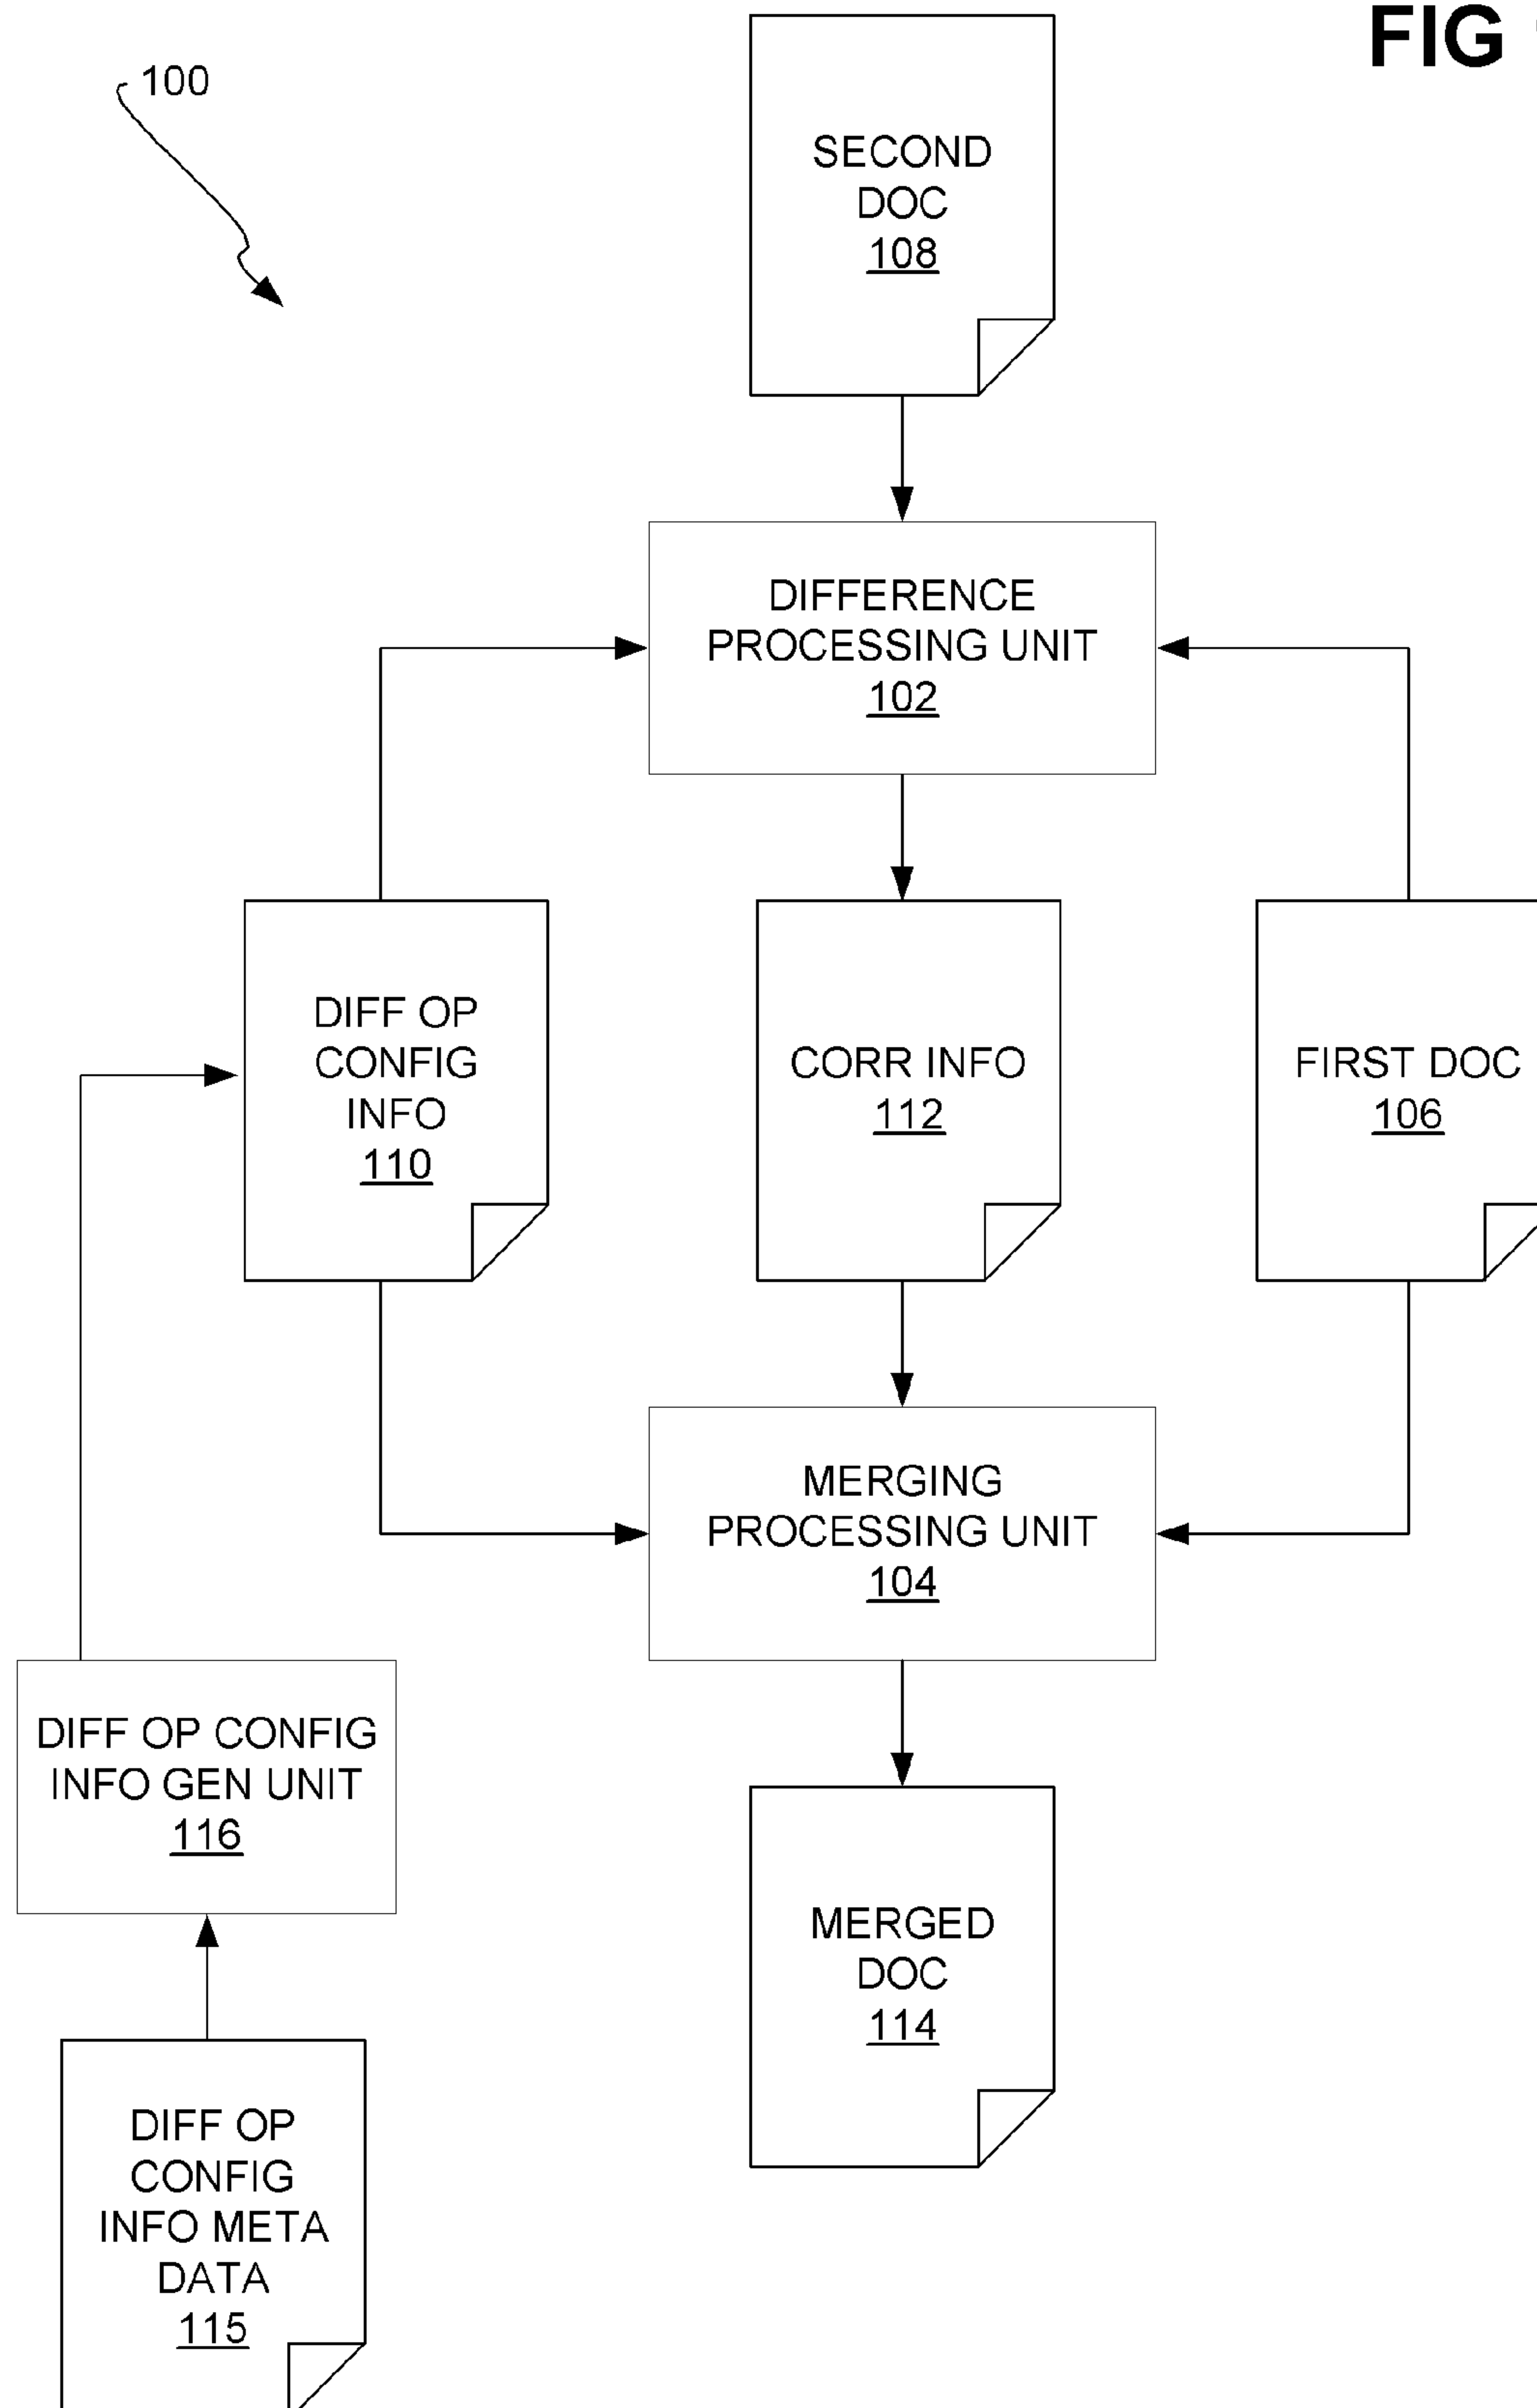 FIG
100
SECOND
DOC
108
DIFFERENCE
PROCESSING UNIT
102
DIFF OP
CONFIG
INFO
110
CORR INFO
112
FIRST DOC
106
MERGING
PROCESSING UNIT
104
DIFF OP CONFIG
INFO GEN UNIT
116
MERGED
DOC
114
DIFF OP
CONFIG
INFO META
DATA
115